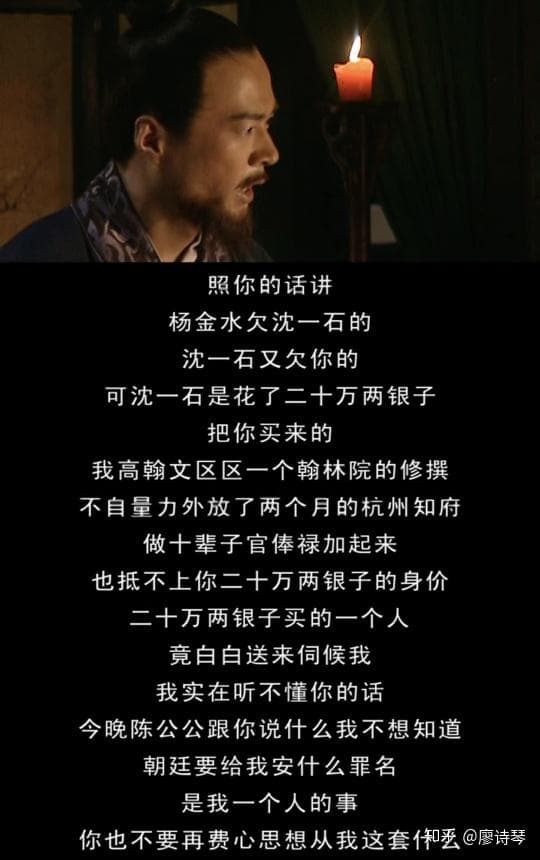 照你的话讲
杨金水欠沈一石的
沈一石又欠你的
可沈一石是花了二十万两银子
把你买来的
我高翰文区区一个翰林院的修撰
不自量力外放了两个月的杭州知府
做十辈子官俸禄加起来
也抵不上你二十万两银子的身价
二十万两银子买的一个人
竟白白送来伺候我
我实在听不懂你的话
今晚陈公公跟你说什么我不想知道
朝廷要给我安什么罪名
是我一个人的事
你也不要再费心思想从我这套什么
知乎 @廖诗琴